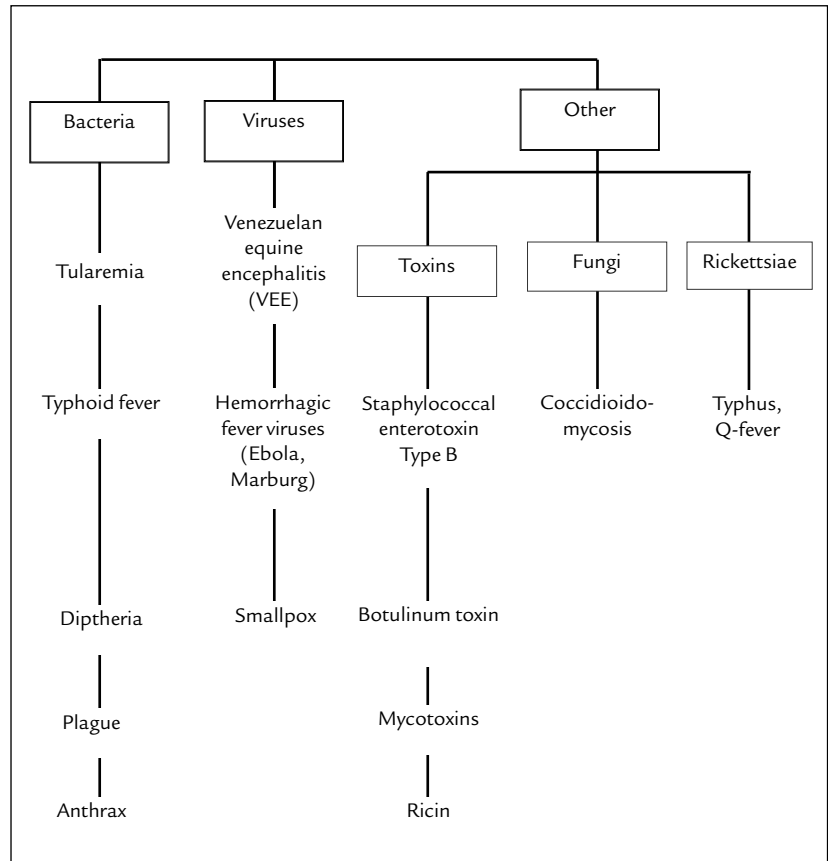 Bacteria
Viruses
Other
Tularemia
Typhoid fever
Diptheria
Plague
Anthrax
Venezuelan
equine
encephalitis
(VEE)
Hemorrhagic
fever viruses
(Ebola,
Marburg)
Smallpox
Toxins
Fungi
Rickettsiae
Staphylococcal
enterotoxin
Type B
Botulinum toxin
Mycotoxins
Ricin
Coccidioido-
mycosis
Typhus,
Q-fever